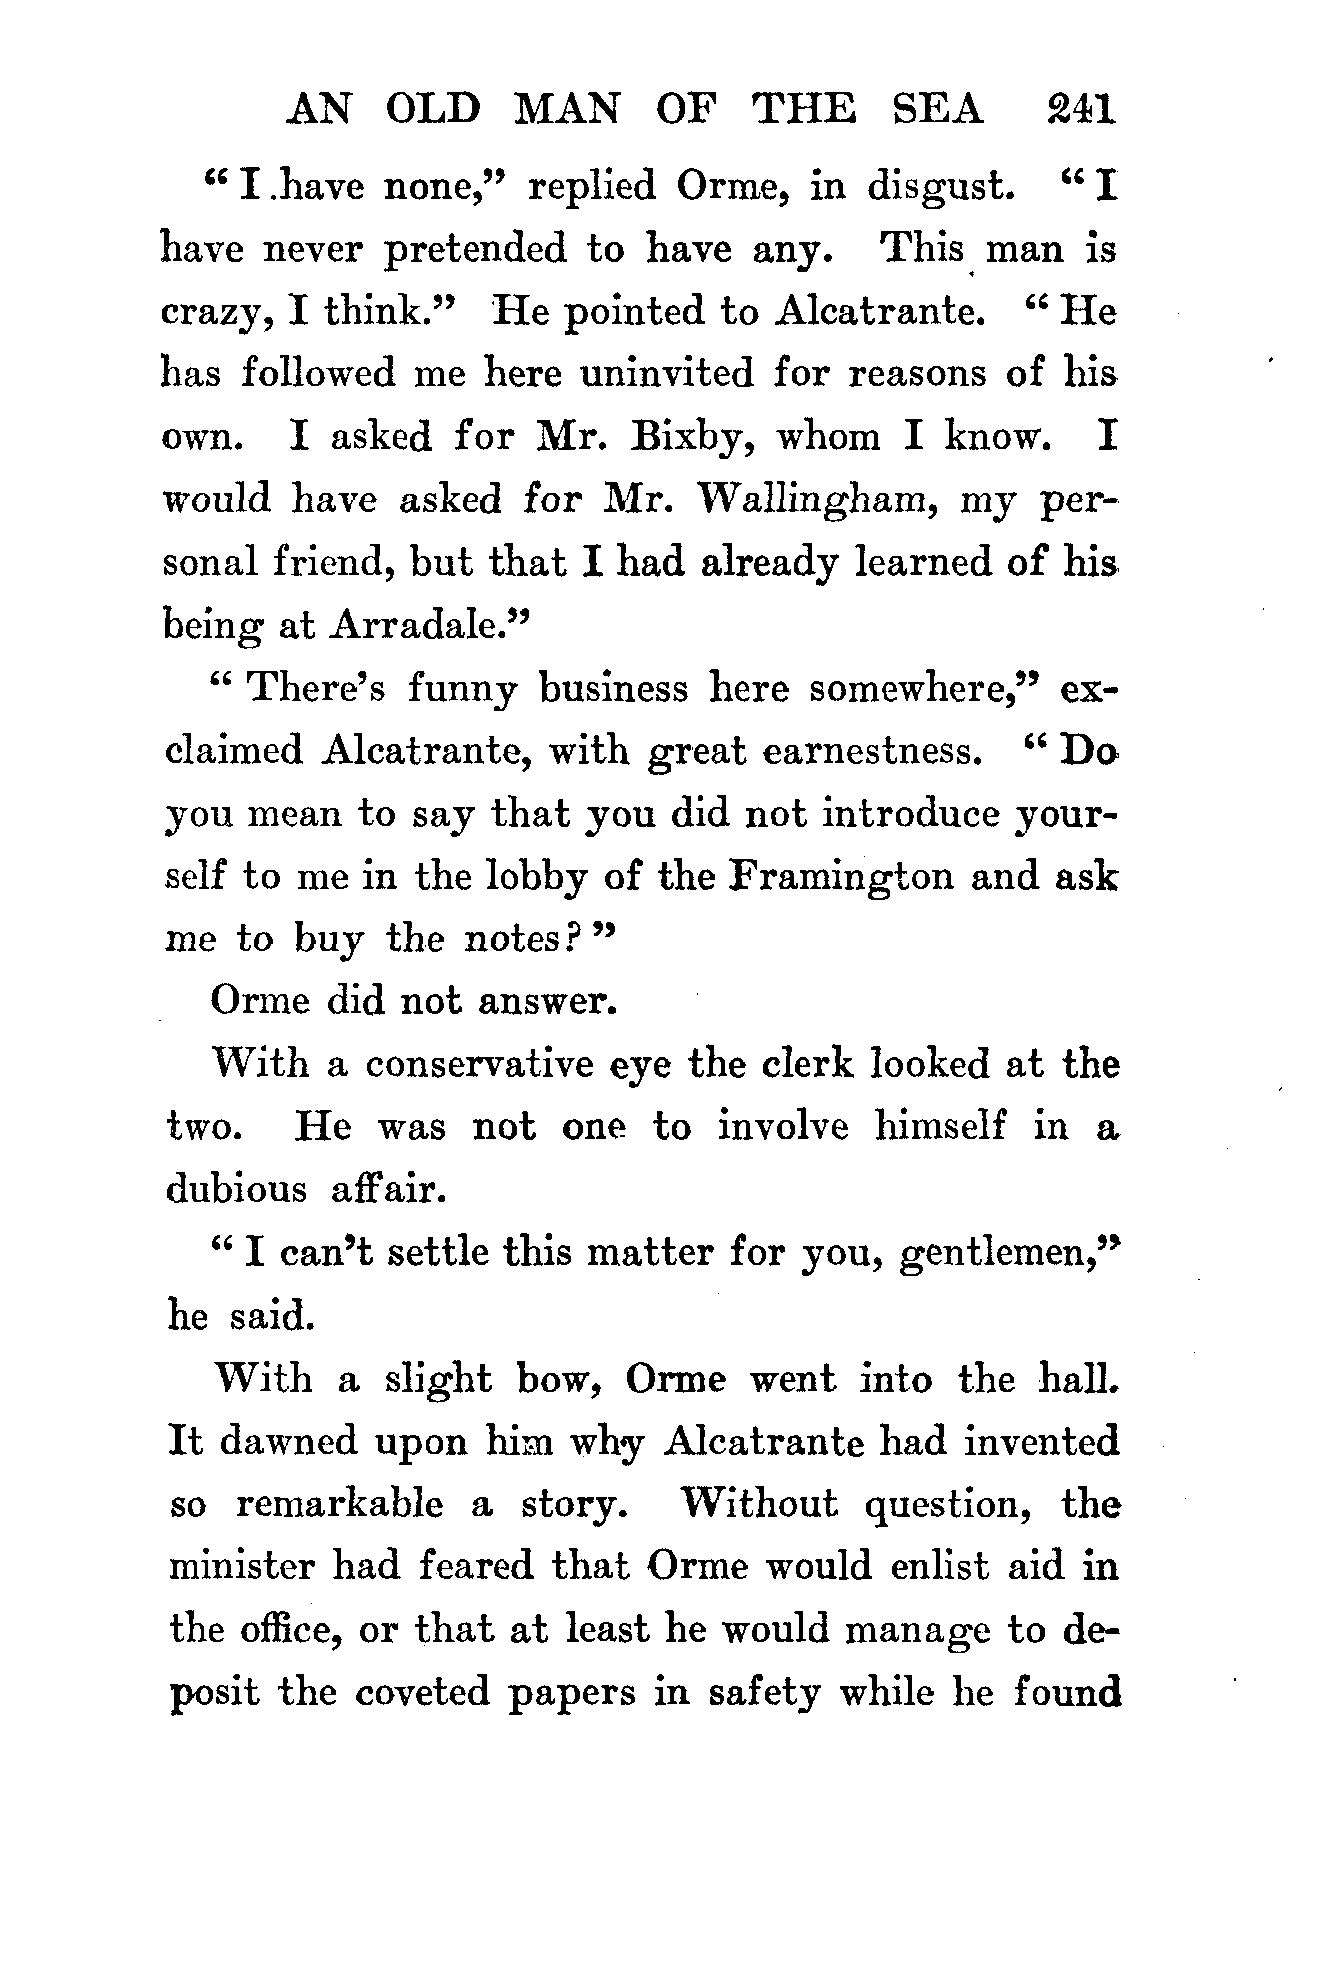 AN OLD MAN OF THE SEA 241
“ I have none,” replied Orme, in disgust. “ I
have never pretended to have any. This man is
crazy, I think.” He pointed to Alcatrante. “ He
has followed me here uninvited for reasons of his
own. I asked for Mr. Bixby, whom I know. I
would have asked for Mr. Wallingham, my per-
sonal friend, but that I had already learned of his
being at Arradale.”
“ There’s funny business here somewhere,” ex-
claimed Alcatrante, with great earnestness. “ Do
you mean to say that you did not introduce your-
self to me in the lobby of the Framington and ask
me to buy the notes? ”
Orme did not answer.
With a conservative eye the clerk looked at the
two. He was not one to involve himself in a
dubious affair.
“ I can’t settle this matter for you, gentlemen,”
he said.
With a slight bow, Orme went into the hall.
It dawned upon him why Alcatrante had invented
so remarkable a story. Without question, the
minister had feared that Orme would enlist aid in
the office, or that at least he would manage to de-
posit the coveted papers in safety while he found